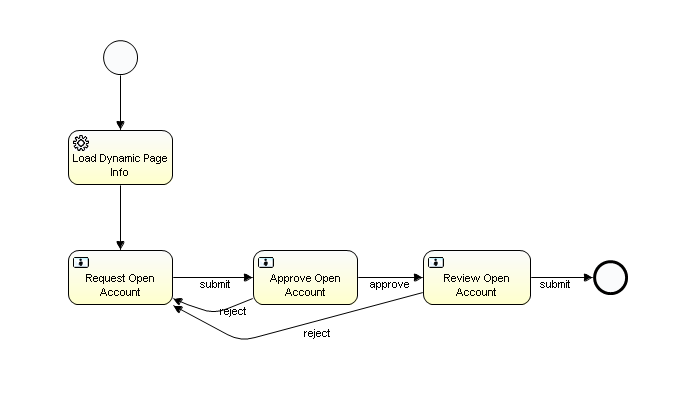 Load Dynamic Page
Info
Request Open
Account
submit
Approve Open
Account
approve
Review Open
Account
submit
reject
reject